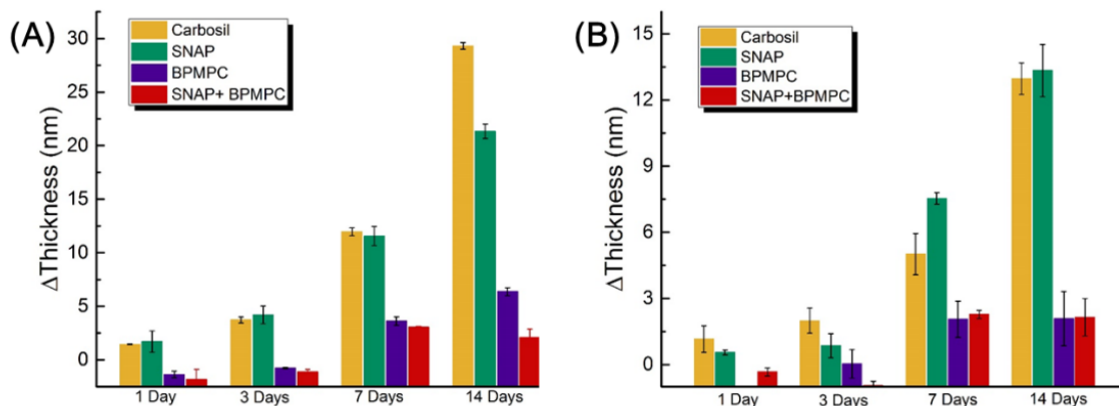 (A)
ΔThickness (nm)
30
25
20
15
10
5
0
Carbosil
SNAP
BPMPC
SNAP+ BPMPC
1 Day
3 Days
7 Days
14 Days
(B)
ΔThickness (nm)
15
12
9
6
3
0
Carbosil
SNAP
BPMPC
SNAP+BPMPC
1 Day
3 Days
7 Days
14 Days